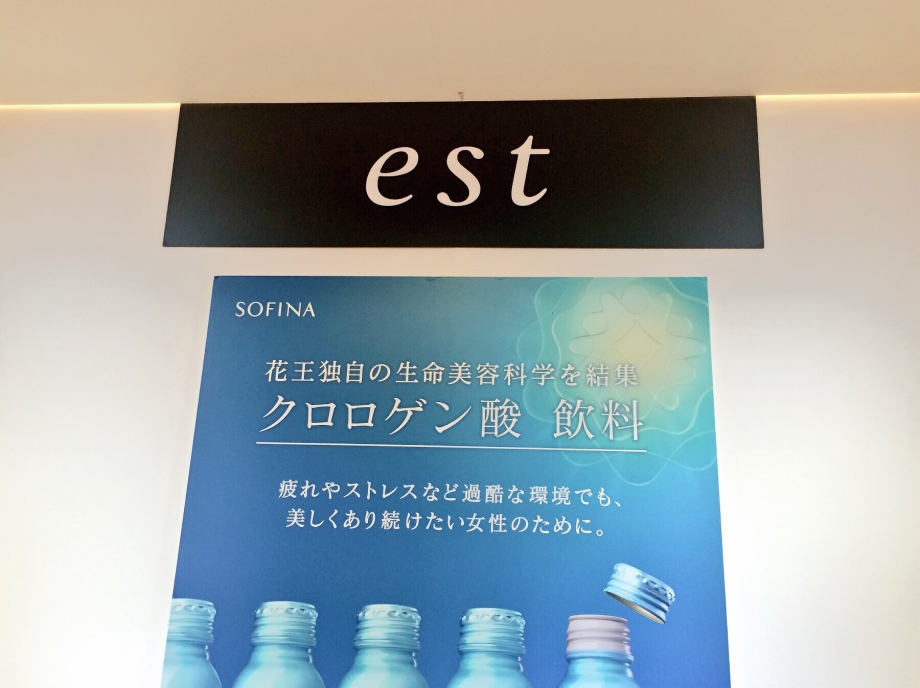 est
SOFINA
花王独自の生命美容科学を結集
クロロゲン酸 飲料
疲れやストレスなど過酷な環境でも、
美しくあり続けたい女性のために。